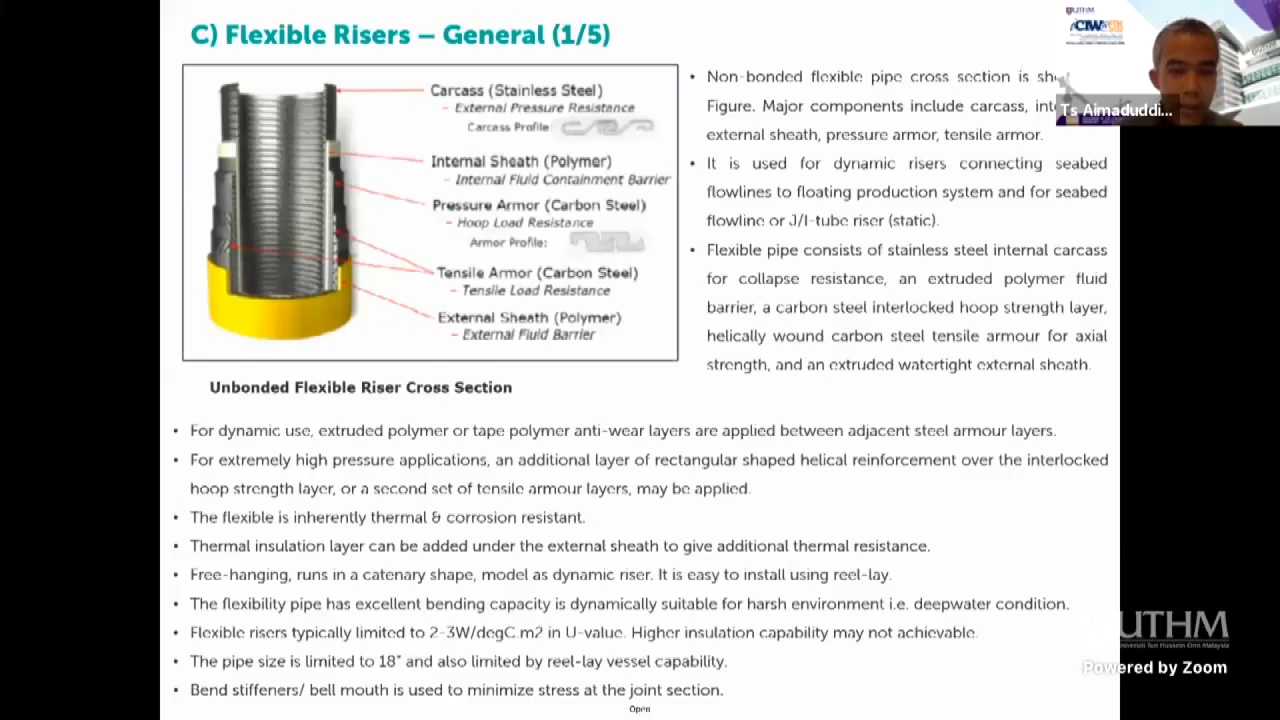 C) Flexible Risers – General (1/5)
Carcass (Stainless Steel)
– External Pressure Resistance
Carcass Profile:
Internal Sheath (Polymer)
– Internal Fluid Containment Barrier
Pressure Armor (Carbon Steel)
– Hoop Load Resistance
Armor Profile:
Tensile Armor (Carbon Steel)
– Tensile Load Resistance
External Sheath (Polymer)
– External Fluid Barrier
Unbonded Flexible Riser Cross Section
• Non-bonded flexible pipe cross section is
Figure. Major components include carcass,
external sheath, pressure armor, tensile armor.
• It is used for dynamic risers connecting seabed
flowlines to floating production system and for seabed
flowline or J/I-tube riser (static).
• Flexible pipe consists of stainless steel internal carcass
for collapse resistance, an extruded polymer fluid
barrier, a carbon steel interlocked hoop strength layer,
helically wound carbon steel tensile armour for axial
strength, and an extruded watertight external sheath.
• For dynamic use, extruded polymer or tape polymer anti-wear layers are applied between adjacent steel armour layers.
• For extremely high pressure applications, an additional layer of rectangular shaped helical reinforcement over the interlocked
hoop strength layer, or a second set of tensile armour layers, may be applied.
• The flexible is inherently thermal & corrosion resistant.
• Thermal insulation layer can be added under the external sheath to give additional thermal resistance.
• Free-hanging, runs in a catenary shape, model as dynamic riser. It is easy to install using reel-lay.
• The flexibility pipe has excellent bending capacity is dynamically suitable for harsh environment i.e. deepwater condition.
• Flexible risers typically limited to 2-3W/degC.m2 in U-value. Higher insulation capability may not achievable.
• The pipe size is limited to 18" and also limited by reel-lay vessel capability.
• Bend stiffeners/ bell mouth is used to minimize stress at the joint section.
Open
UTHM
Ts Aimaduddi...
UTHM
Universiti Tun Hussein Onn Malaysia
Powered by Zoom